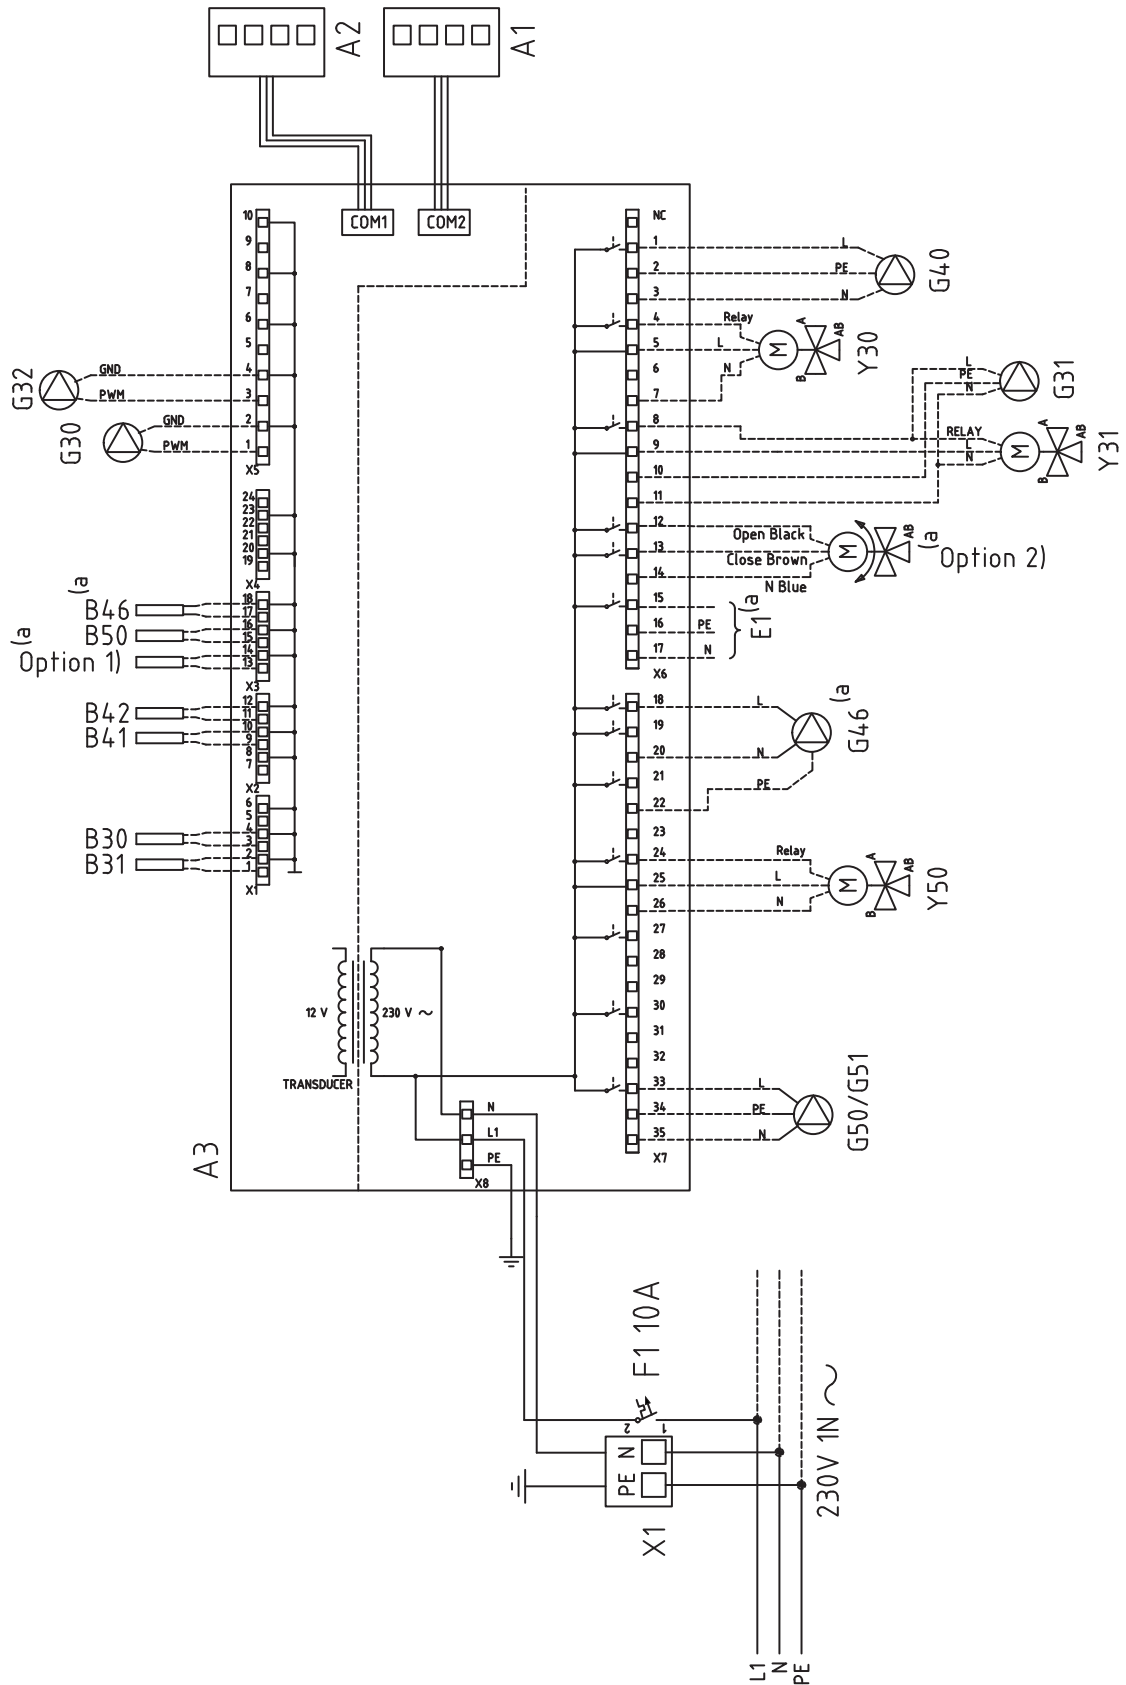 A2
A1
COM1
COM2
10
9
8
7
6
5
4
3
2
1
X5
G32
GND
PWM
G30
GND
PWM
24
23
22
21
20
19
X4
18
17
16
15
14
13
X3
(a
B46
B50
(a
Option 1)
12
11
10
9
8
7
X2
B42
B41
6
5
4
3
2
1
X1
B30
B31
NC
1
2
3
4
5
6
7
8
9
10
11
12
13
14
15
16
17
X6
L
PE
N
G40
Relay
L
N
M
A
AB
B
Y30
L
PE
N
G31
RELAY
L
N
M
A
AB
B
Y31
Open Black
Close Brown
N Blue
M
AB
(a
Option 2)
PE
N
E1
(a
18
19
20
21
22
23
24
25
26
27
28
29
30
31
32
33
34
35
X7
L
N
PE
G46
(a
Relay
L
N
M
A
AB
B
Y50
L
PE
N
G50/G51
12 V
230 V ~
TRANSDUCER
A3
N
L1
PE
X8
F1 10A
2
1
N
PE
X1
230V 1N ~
L1
N
PE